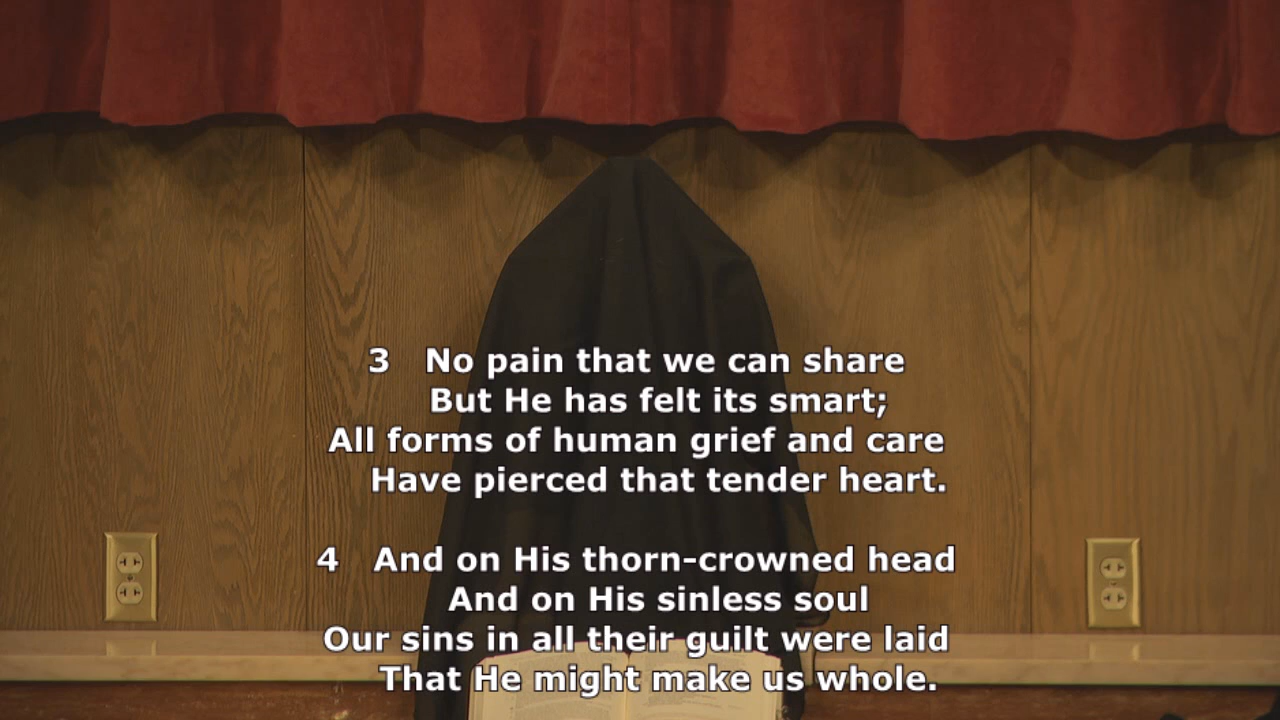 3 No pain that we can share
But He has felt its smart;
All forms of human grief and care
Have pierced that tender heart.
4 And on His thorn-crowned head
And on His sinless soul
Our sins in all their guilt were laid
That He might make us whole.